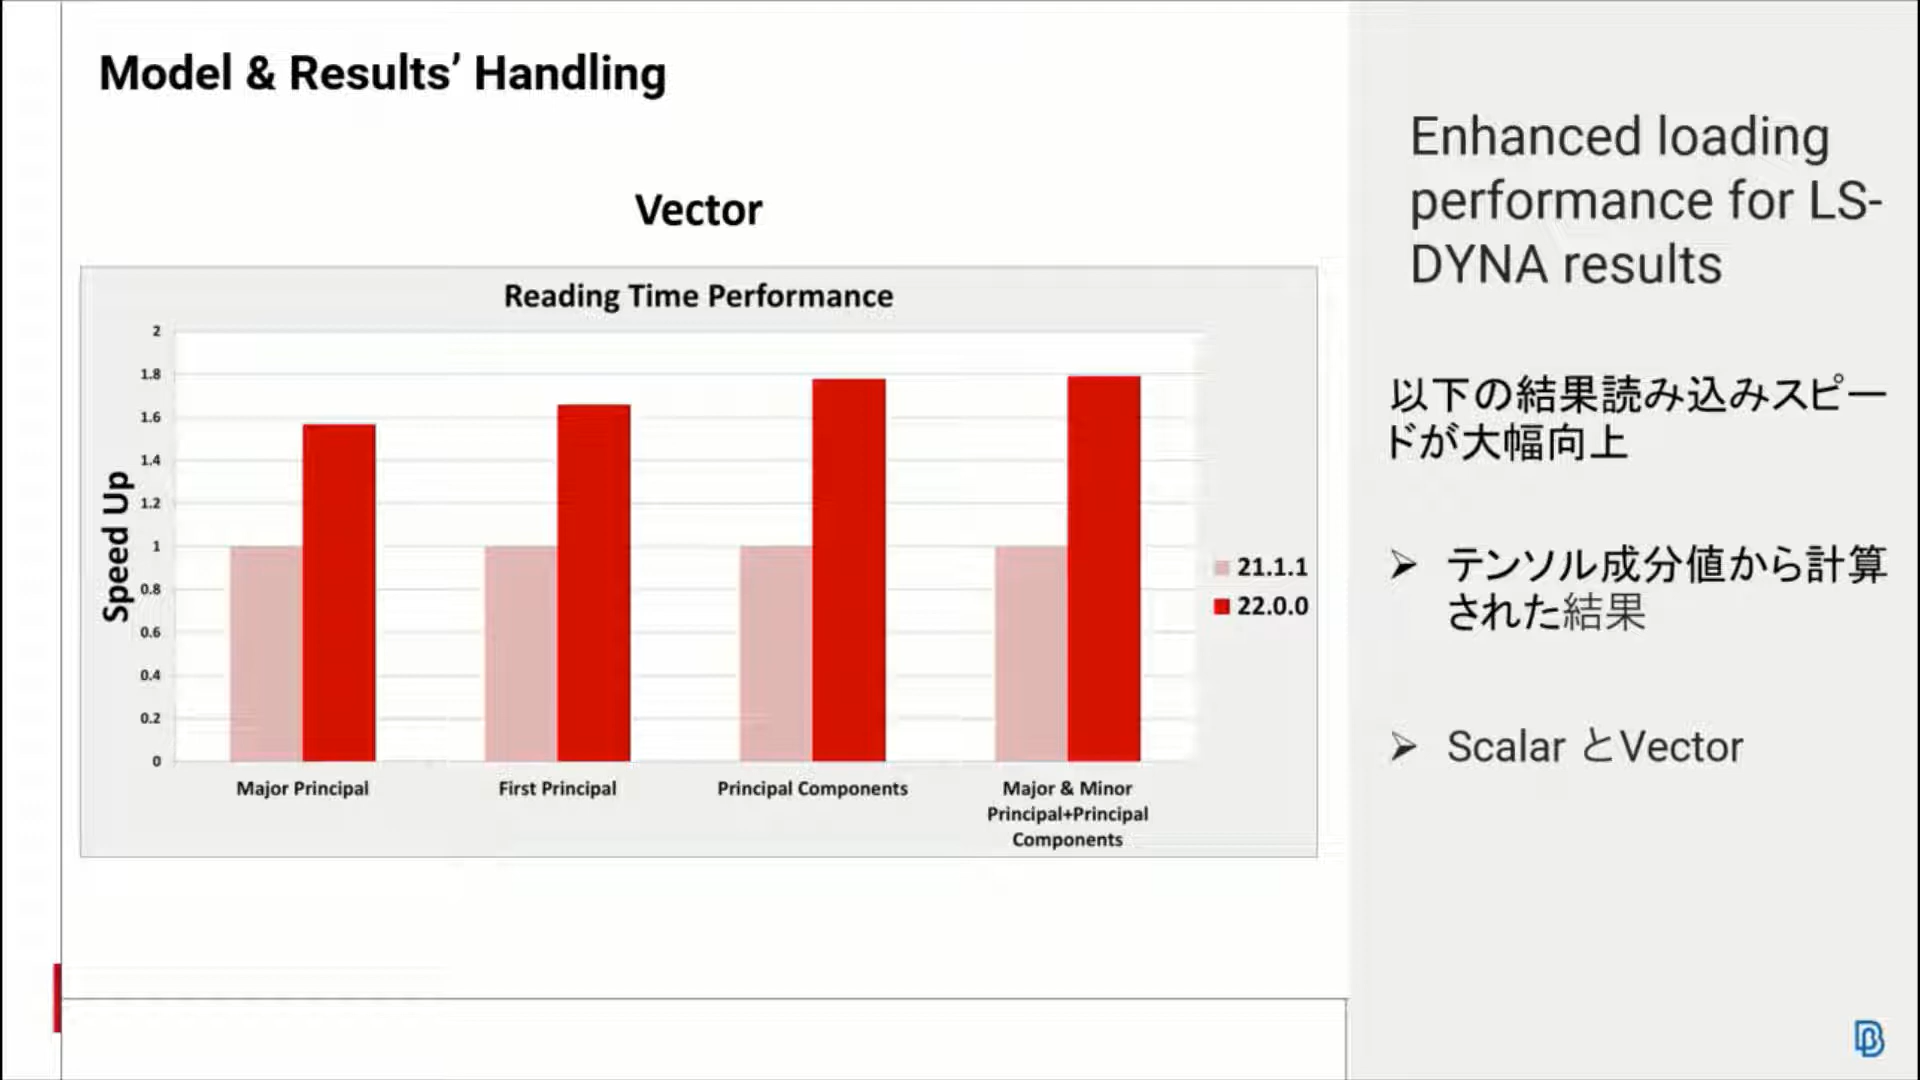 Model & Results’ Handling
Vector
Reading Time Performance
Speed Up
2
1.8
1.6
1.4
1.2
1
0.8
0.6
0.4
0.2
0
Major Principal
First Principal
Principal Components
Major & Minor
Principal+Principal
Components
21.1.1
22.0.0
Enhanced loading
performance for LS-
DYNA results
以下の結果読み込みスピー
ドが大幅向上
➢ テンソル成分値から計算
された結果
➢ Scalar とVector